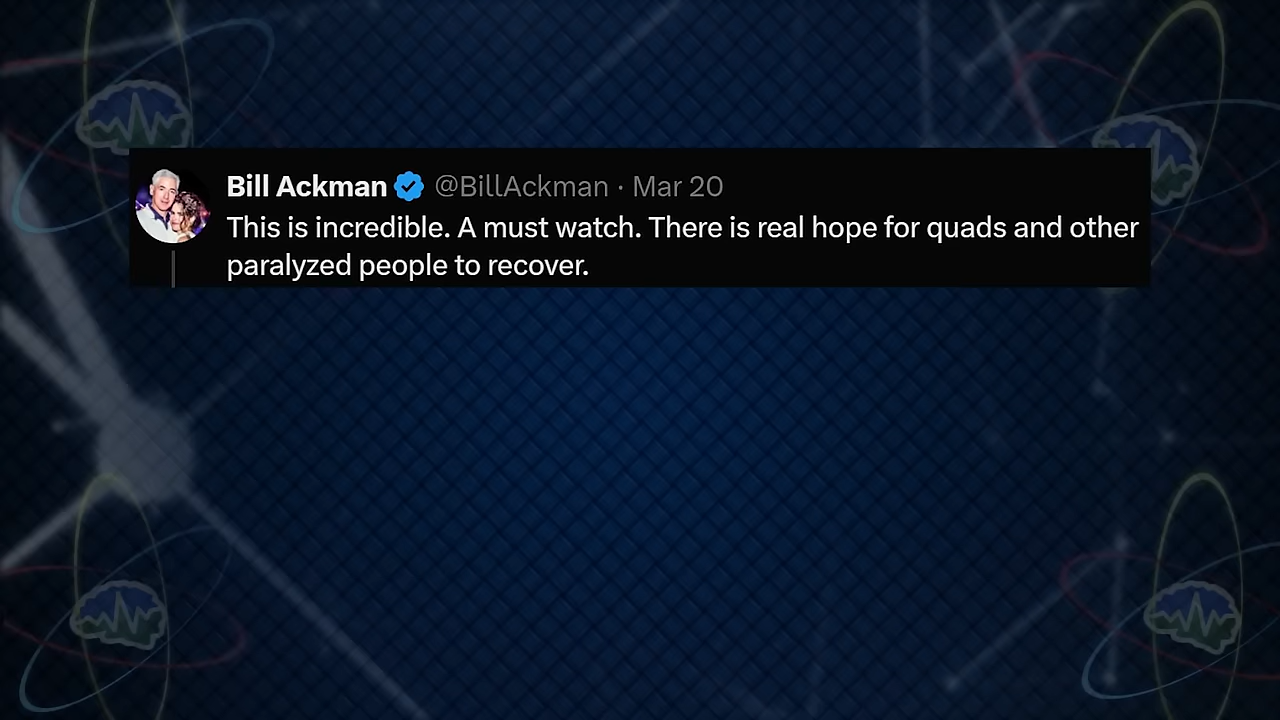 Bill Ackman @BillAckman · Mar 20
This is incredible. A must watch. There is real hope for quads and other
paralyzed people to recover.